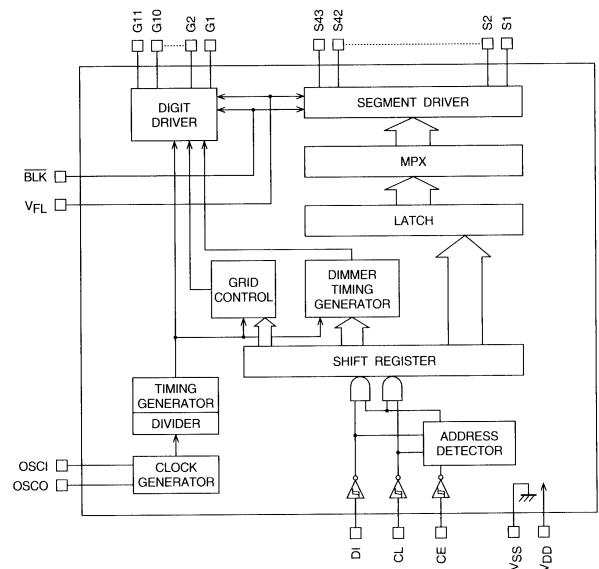 G11
G10
G2
G1
S43
S42
S2
S1
DIGIT
DRIVER
SEGMENT DRIVER
MPX
BLK
VFL
LATCH
GRID
CONTROL
DIMMER
TIMING
GENERATOR
SHIFT REGISTER
TIMING
GENERATOR
DIVIDER
ADDRESS
DETECTOR
OSCI
OSCO
CLOCK
GENERATOR
DI
CL
CE
VSS
VDD